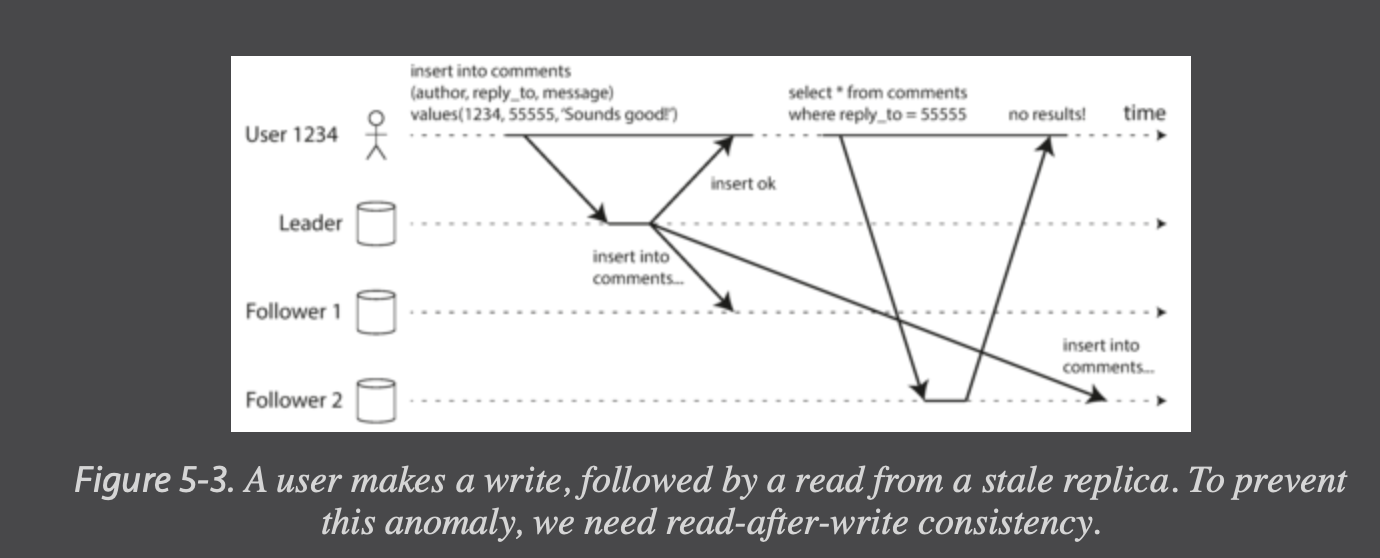 insert into comments
(author, reply_to, message)
values(1234, 55555, 'Sounds good!')
select * from comments
where reply_to = 55555
no results!
time
User 1234
insert ok
Leader
insert into
comments...
Follower 1
insert into
comments...
Follower 2
Figure 5-3. A user makes a write, followed by a read from a stale replica. To prevent
this anomaly, we need read-after-write consistency.